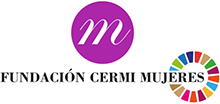 m
FUNDACIÓN CERMI MUJERES